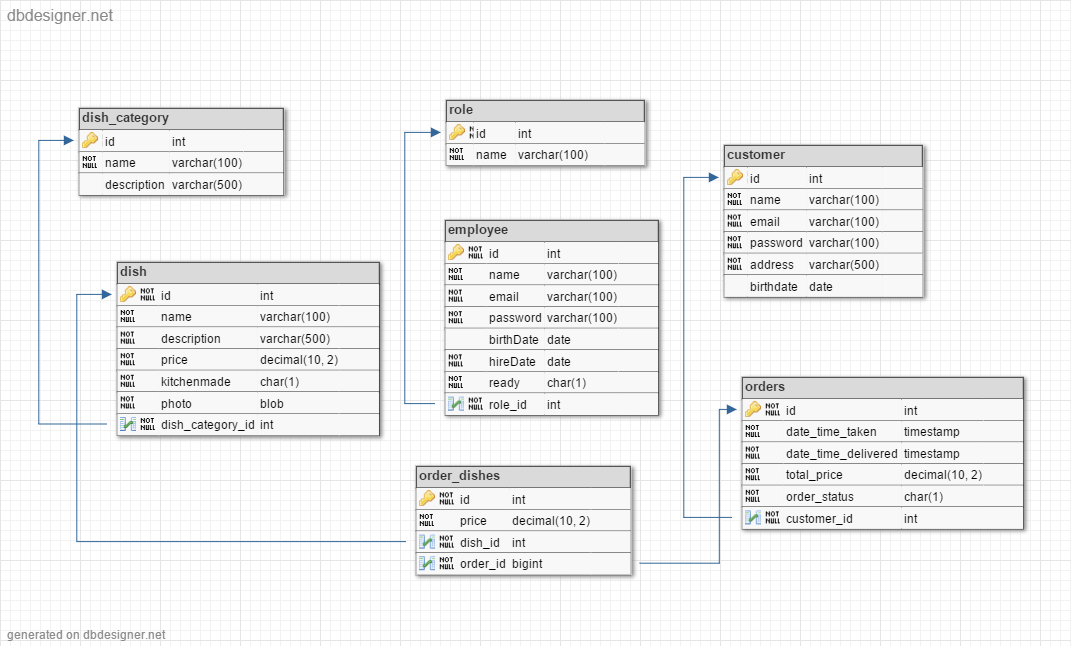 dbdesigner.net
dish_category
id int
NOT NULL name varchar(100)
description varchar(500)
role
N N id int
NOT NULL name varchar(100)
customer
id int
NOT NULL name varchar(100)
NOT NULL email varchar(100)
NOT NULL password varchar(100)
NOT NULL address varchar(500)
birthdate date
employee
NOT NULL id int
NOT NULL name varchar(100)
NOT NULL email varchar(100)
NOT NULL password varchar(100)
birthDate date
NOT NULL hireDate date
NOT NULL ready char(1)
NOT NULL role_id int
dish
NOT NULL id int
NOT NULL name varchar(100)
NOT NULL description varchar(500)
NOT NULL price decimal(10, 2)
NOT NULL kitchenmade char(1)
NOT NULL photo blob
NOT NULL dish_category_id int
orders
NOT NULL id int
NOT NULL date_time_taken timestamp
NOT NULL date_time_delivered timestamp
NOT NULL total_price decimal(10, 2)
NOT NULL order_status char(1)
NOT NULL customer_id int
order_dishes
NOT NULL id int
NOT NULL price decimal(10, 2)
NOT NULL dish_id int
NOT NULL order_id bigint
generated on dbdesigner.net